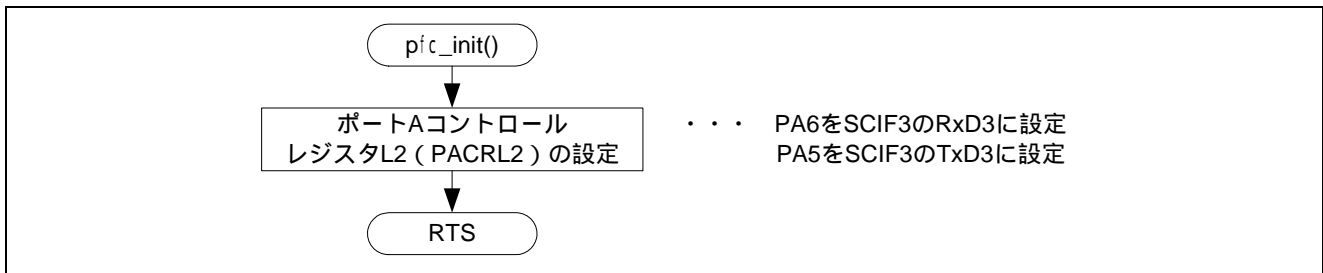 pfc_init()
ポートAコントロール
レジスタL2（PACRL2）の設定
・・・ PA6をSCIF3のRxD3に設定
PA5をSCIF3のTxD3に設定
RTS